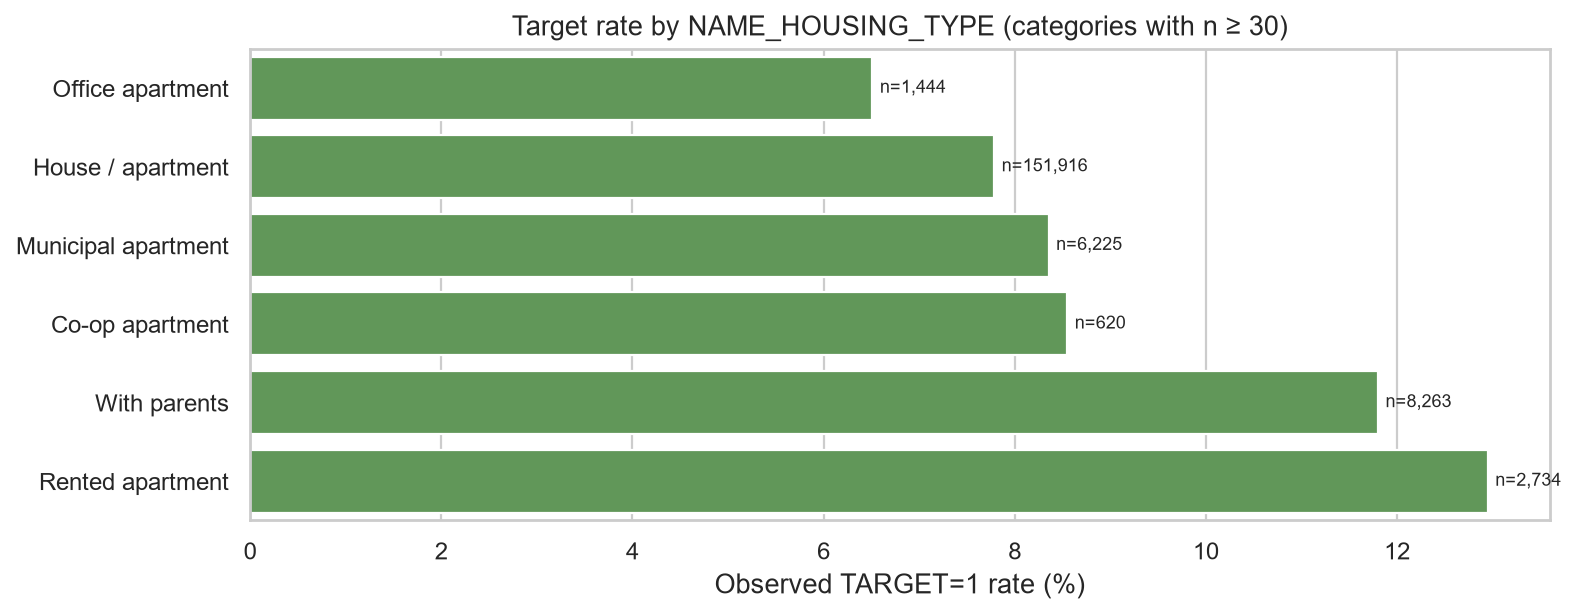 Target rate by NAME_HOUSING_TYPE (categories with n ≥ 30)
Office apartment n=1,444
House / apartment n=151,916
Municipal apartment n=6,225
Co-op apartment n=620
With parents n=8,263
Rented apartment n=2,734
0 2 4 6 8 10 12
Observed TARGET=1 rate (%)